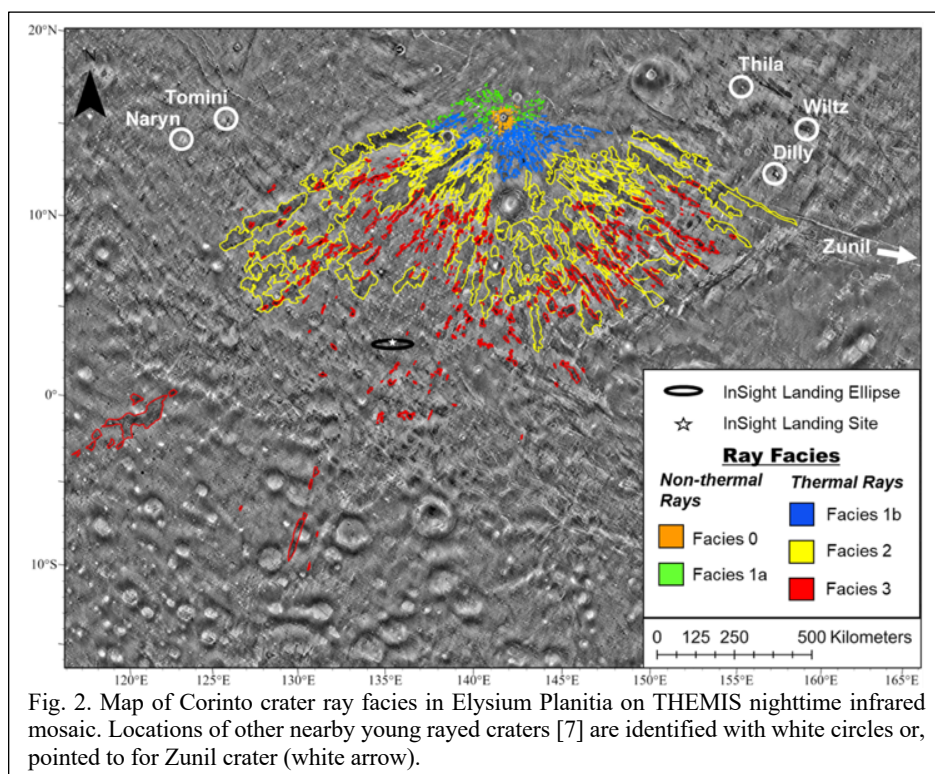 20°N
N
Thila
Tomini
Wiltz
Naryn
Dilly
10°N
Zunil
0°
InSight Landing Ellipse
InSight Landing Site
Ray Facies
Non-thermal Rays
Thermal Rays
Facies 0
Facies 1a
Facies 1b
Facies 2
Facies 3
10°S
0 125 250 500 Kilometers
120°E 125°E 130°E 135°E 140°E 145°E 150°E 155°E 160°E 165°E
Fig. 2. Map of Corinto crater ray facies in Elysium Planitia on THEMIS nighttime infrared
mosaic. Locations of other nearby young rayed craters [7] are identified with white circles or,
pointed to for Zunil crater (white arrow).